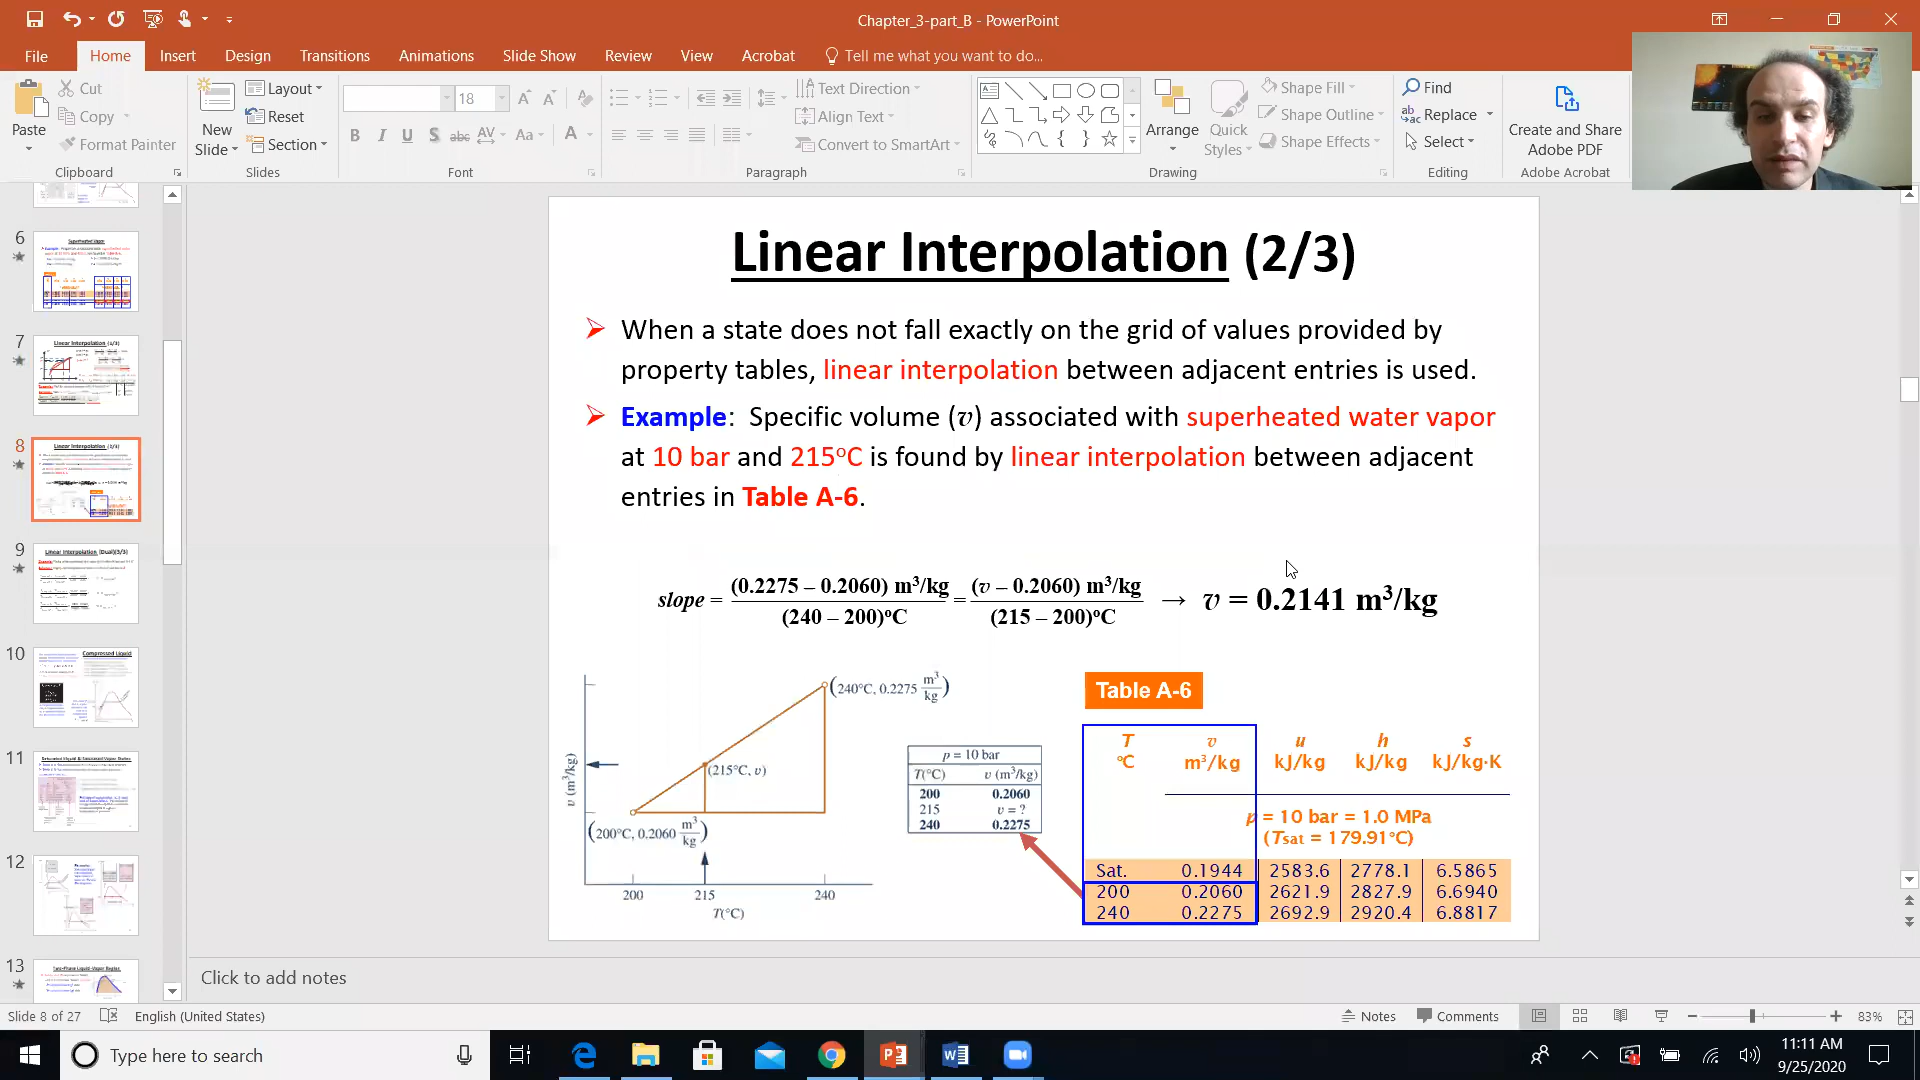 Chapter_3-part_B - PowerPoint
File Home Insert Design Transitions Animations Slide Show Review View Acrobat Tell me what you want to do...
Paste
Cut
Copy
Format Painter
Clipboard
New Slide
Layout
Reset
Section
Slides
18
Font
Text Direction
Align Text
Convert to SmartArt
Paragraph
Arrange
Quick Styles
Shape Fill
Shape Outline
Shape Effects
Drawing
Find
Replace
Select
Editing
Create and Share
Adobe PDF
Adobe Acrobat
6
7
8
9
10
11
12
13
Linear Interpolation (2/3)
When a state does not fall exactly on the grid of values provided by
property tables, linear interpolation between adjacent entries is used.
Example: Specific volume (v) associated with superheated water vapor
at 10 bar and 215°C is found by linear interpolation between adjacent
entries in Table A-6.
slope = (0.2275 – 0.2060) m³/kg / (240 – 200)°C = (v – 0.2060) m³/kg / (215 – 200)°C → v = 0.2141 m³/kg
(240°C, 0.2275 m³/kg)
(215°C, v)
(200°C, 0.2060 m³/kg)
v (m³/kg)
200 215 240
T(°C)
p = 10 bar
T(°C) v (m³/kg)
200 0.2060
215 v = ?
240 0.2275
Table A-6
T v u h s
°C m³/kg kJ/kg kJ/kg kJ/kg·K
p = 10 bar = 1.0 MPa
(Tsat = 179.91°C)
Sat. 0.1944 2583.6 2778.1 6.5865
200 0.2060 2621.9 2827.9 6.6940
240 0.2275 2692.9 2920.4 6.8817
Click to add notes
Slide 8 of 27 English (United States) Notes Comments 83%
Type here to search
11:11 AM
9/25/2020